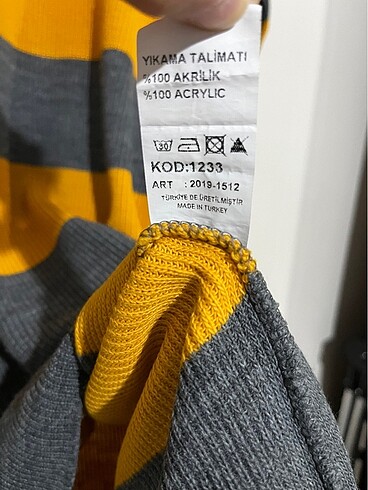 YIKAMA TALİMATI
%100 AKRİLİK
%100 ACRYLIC
30
KOD:1233
ART : 2019-1512
TÜRKİYE DE ÜRETİLMİŞTİR
MADE IN TURKEY